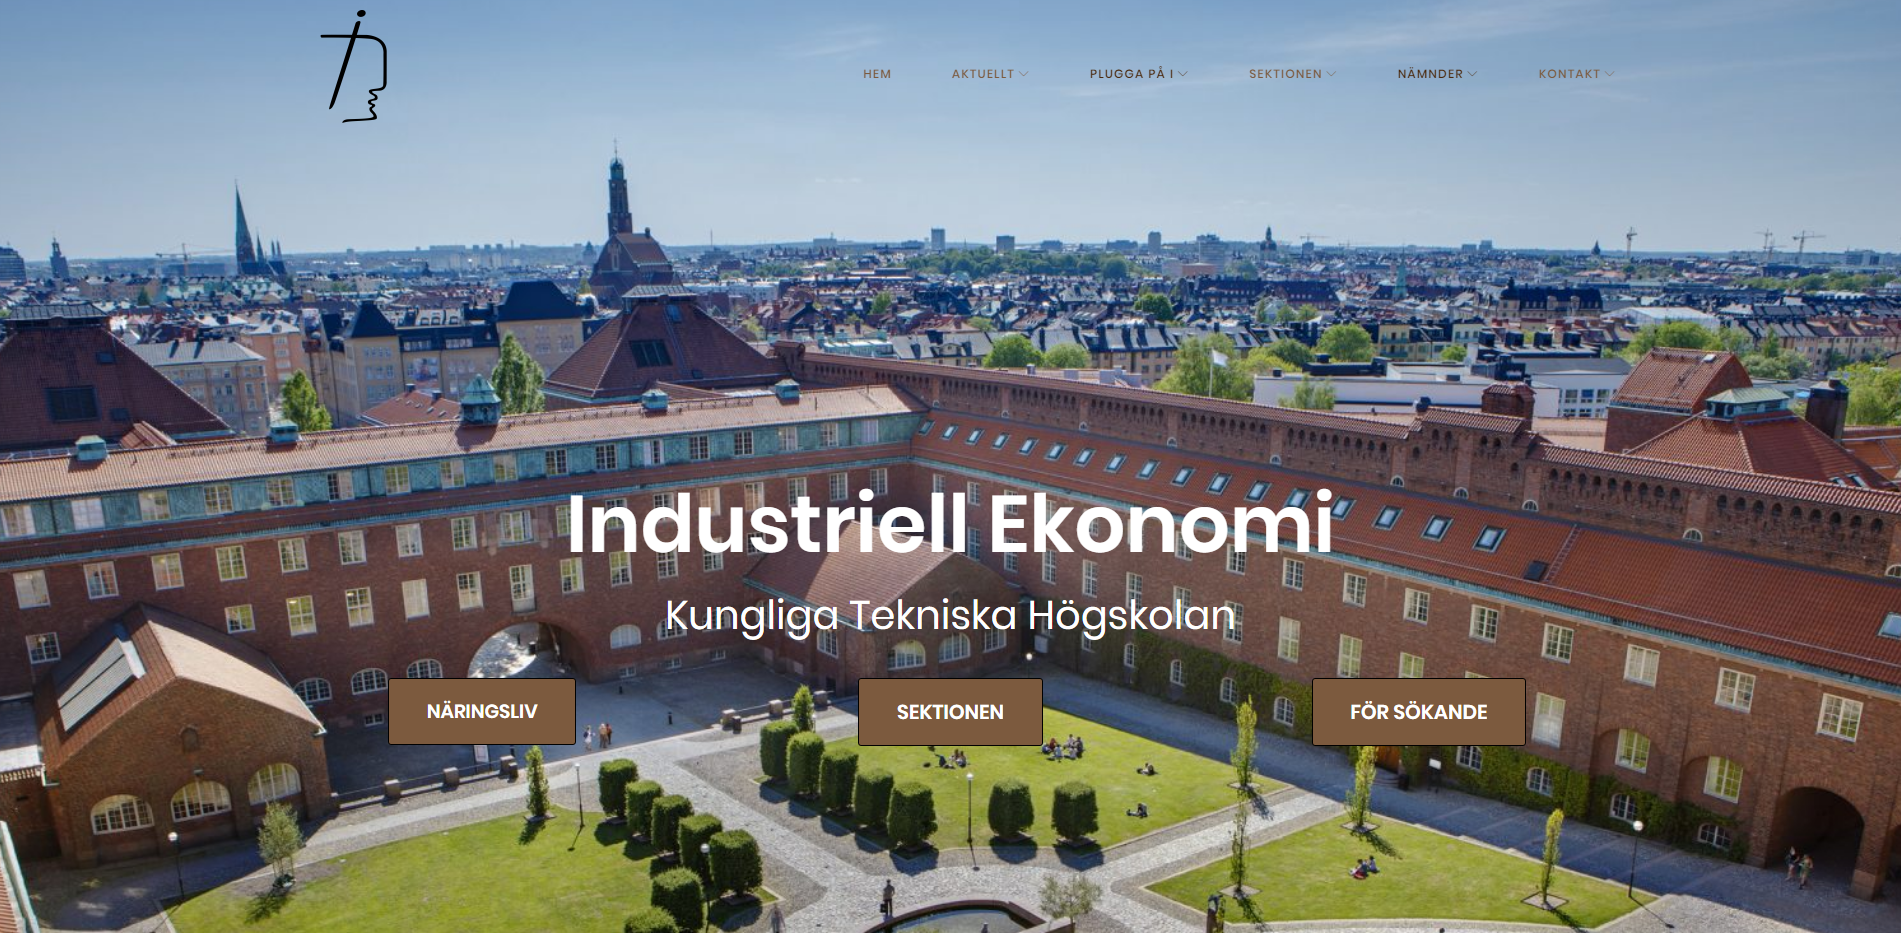 HEM
AKTUELLT
PLUGGA PÅ I
SEKTIONEN
NÄMNDER
KONTAKT
Industriell Ekonomi
Kungliga Tekniska Högskolan
NÄRINGSLIV
SEKTIONEN
FÖR SÖKANDE